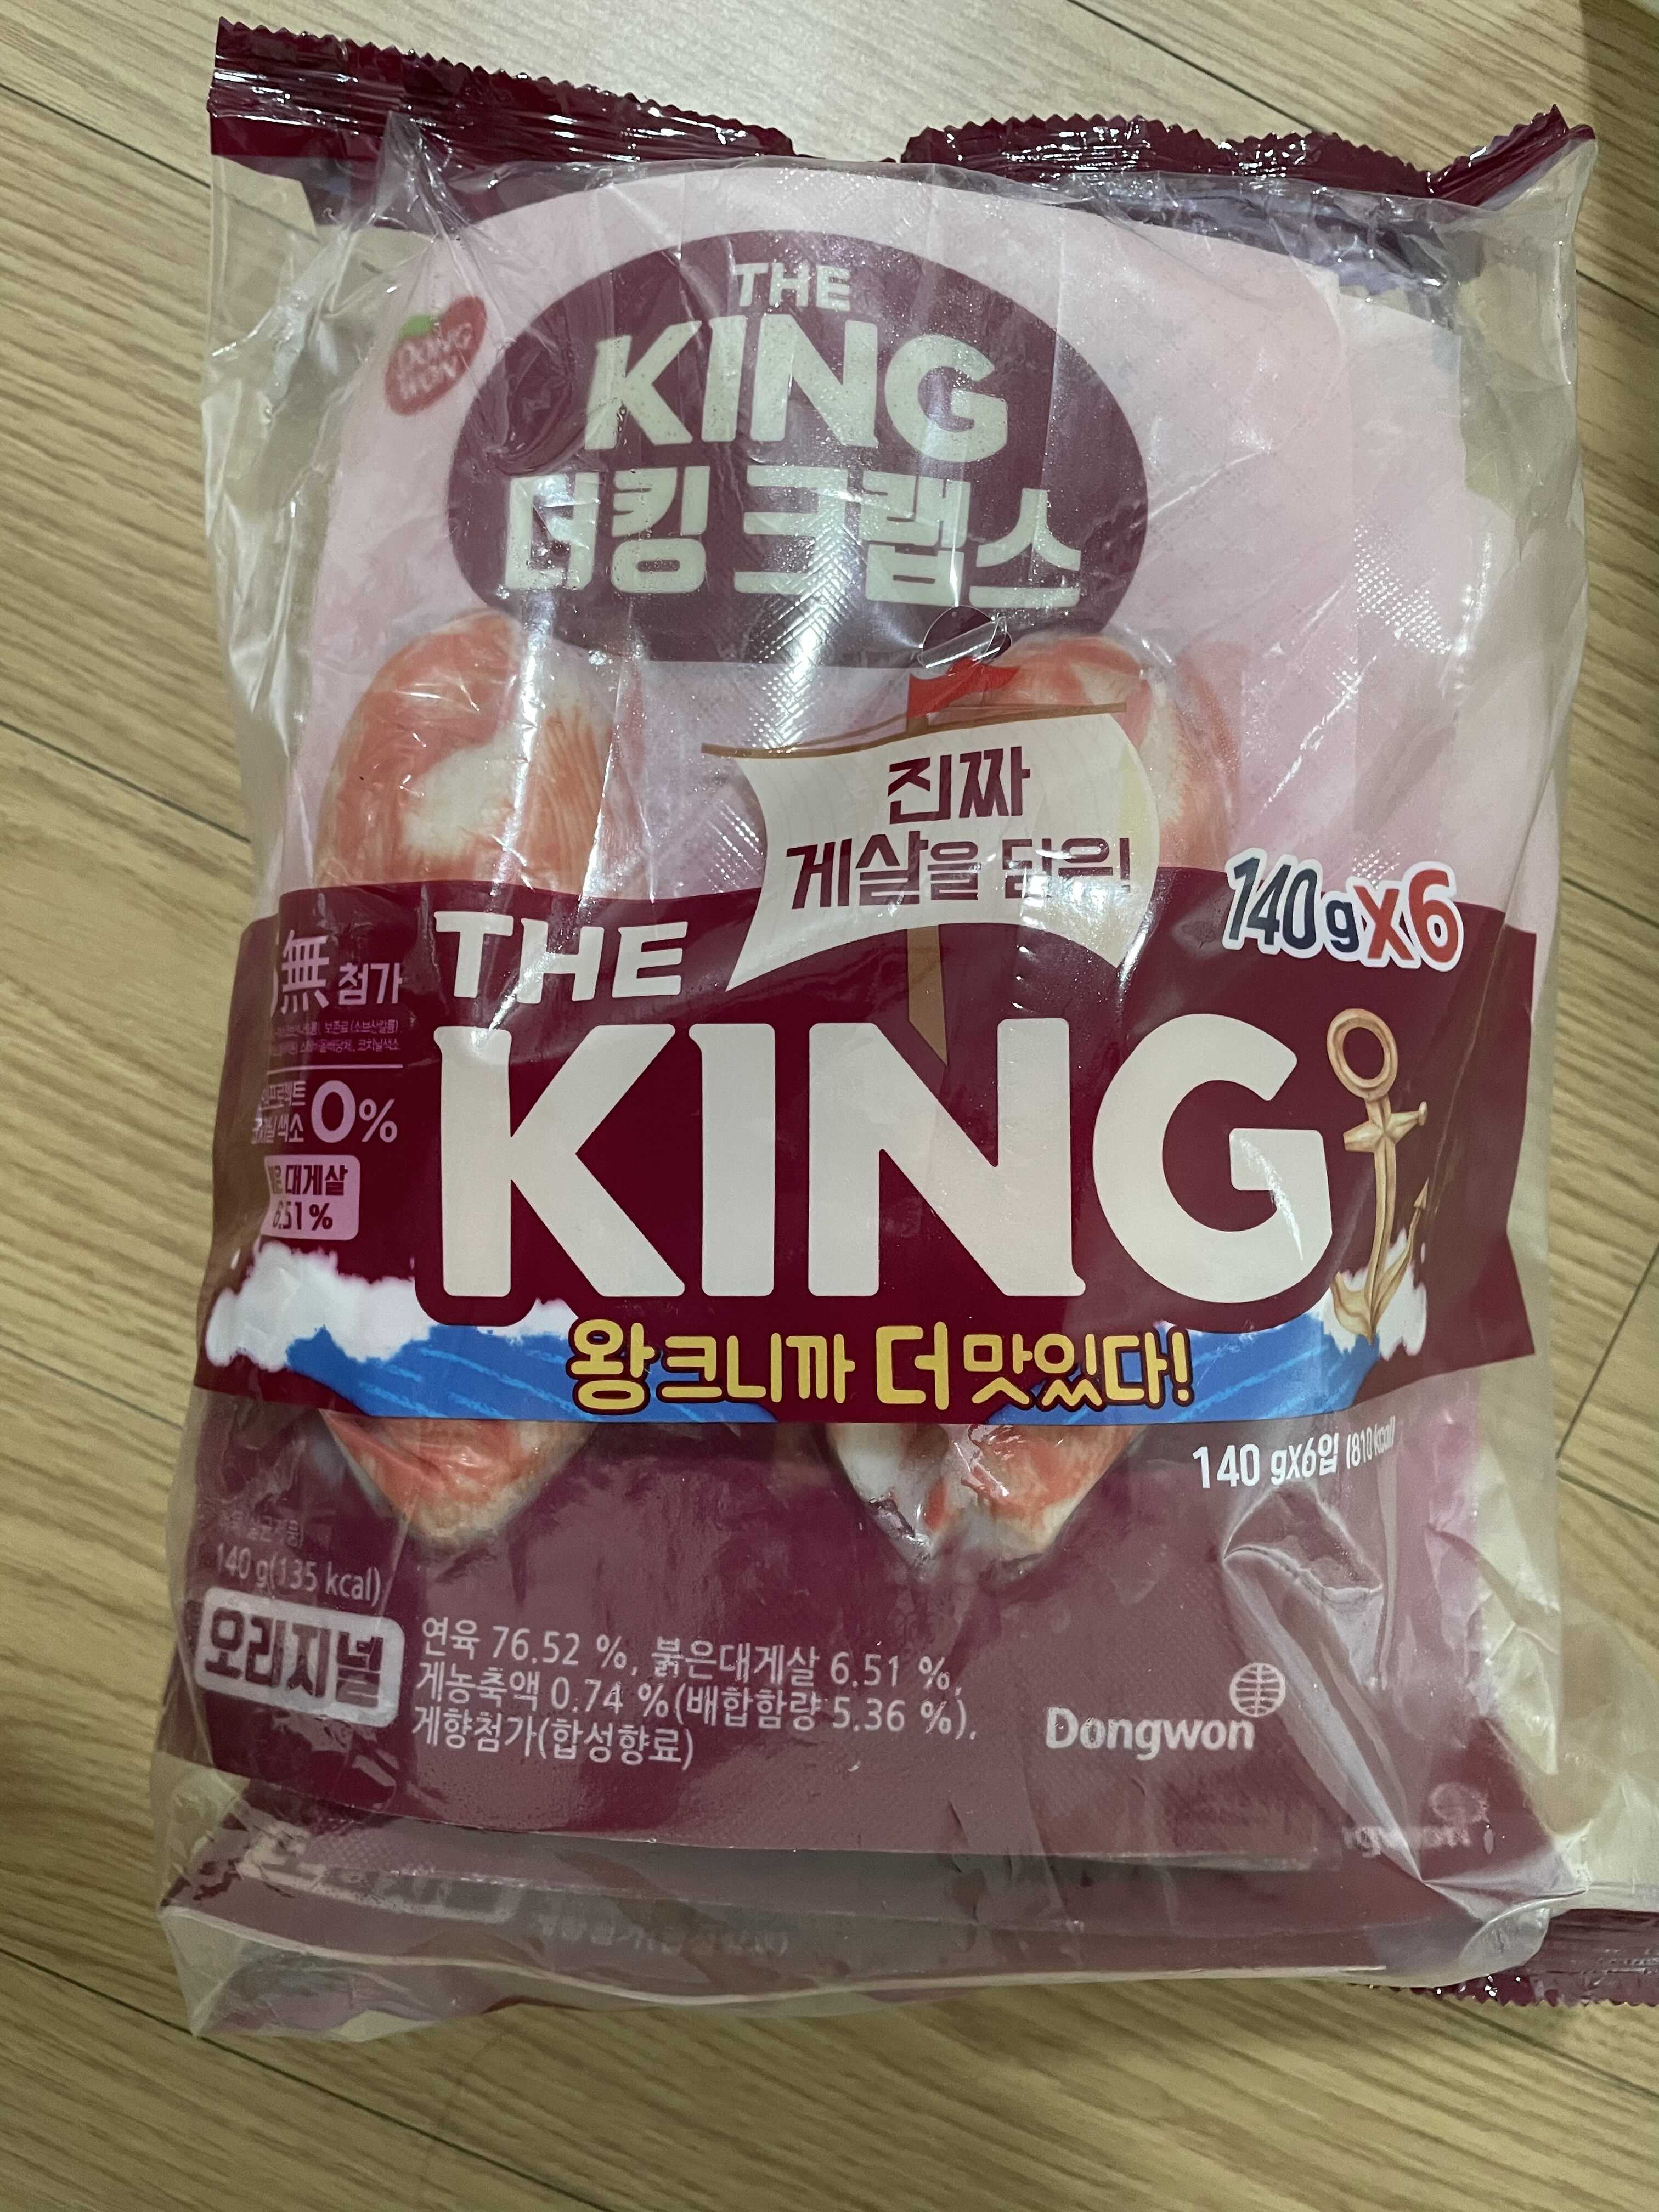 THE
KING
더킹 크랩스
DONG
WON
진짜
게살을 담은!
140gX6
無첨가
THE
KING
0%
대게살
6.51%
왕크니까 더 맛있다!
140 gX6입 (810 kcal)
140 g(135 kcal)
오리지널
연육 76.52 %, 붉은대게살 6.51 %,
게농축액 0.74 %(배합함량 5.36 %),
게향첨가(합성향료)
Dongwon